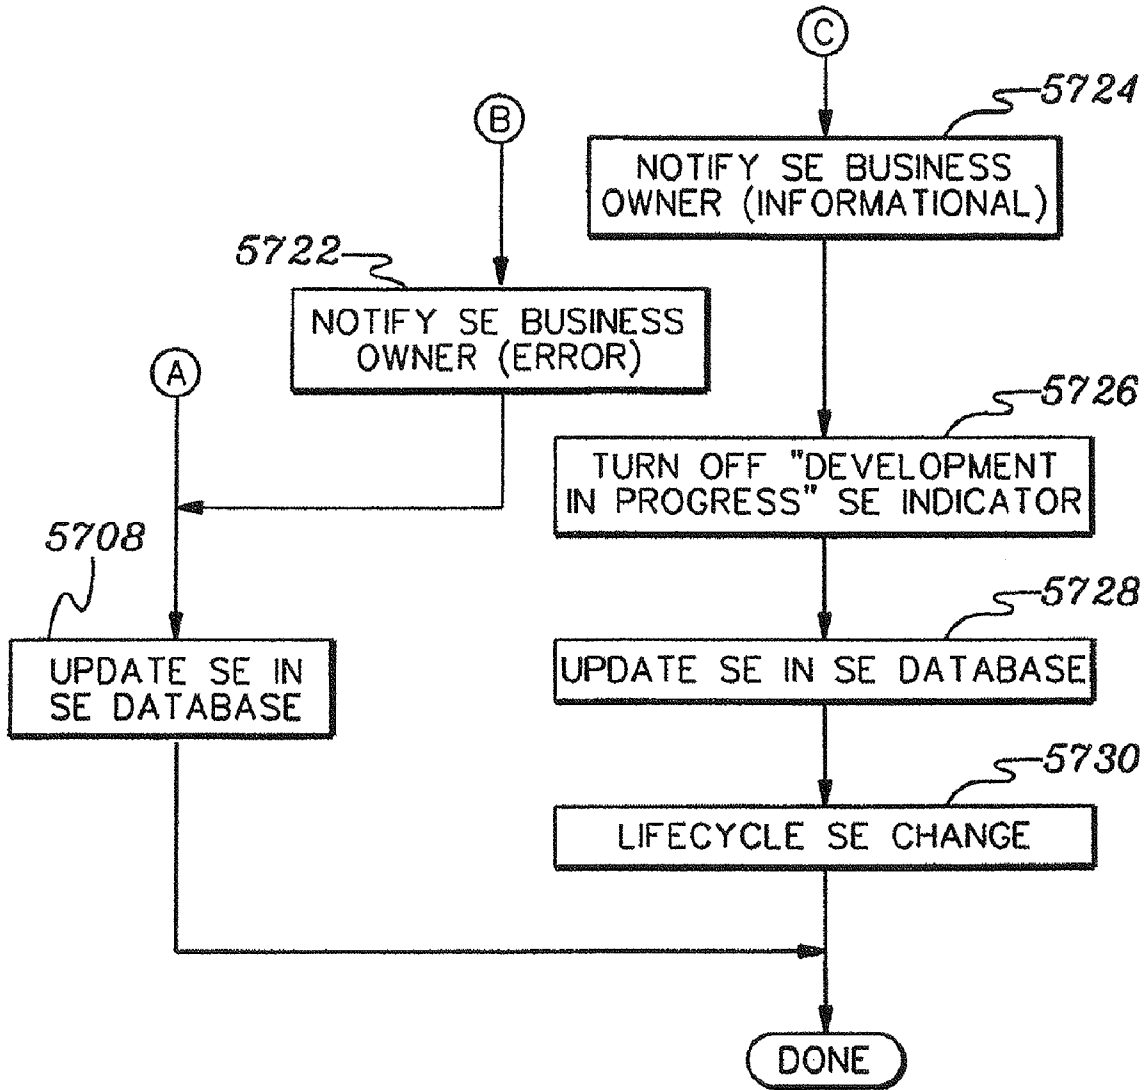 C
5724
B
NOTIFY SE BUSINESS
OWNER (INFORMATIONAL)
5722
NOTIFY SE BUSINESS
OWNER (ERROR)
A
5726
TURN OFF "DEVELOPMENT
IN PROGRESS" SE INDICATOR
5708
5728
UPDATE SE IN
SE DATABASE
UPDATE SE IN SE DATABASE
5730
LIFECYCLE SE CHANGE
DONE